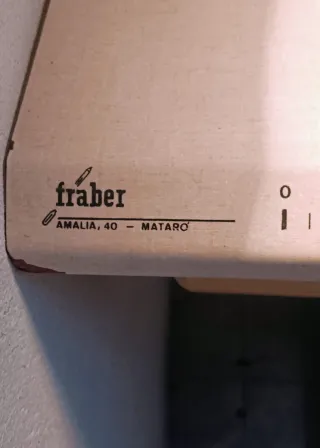 fraber
AMALIA, 40 – MATARÓ
0